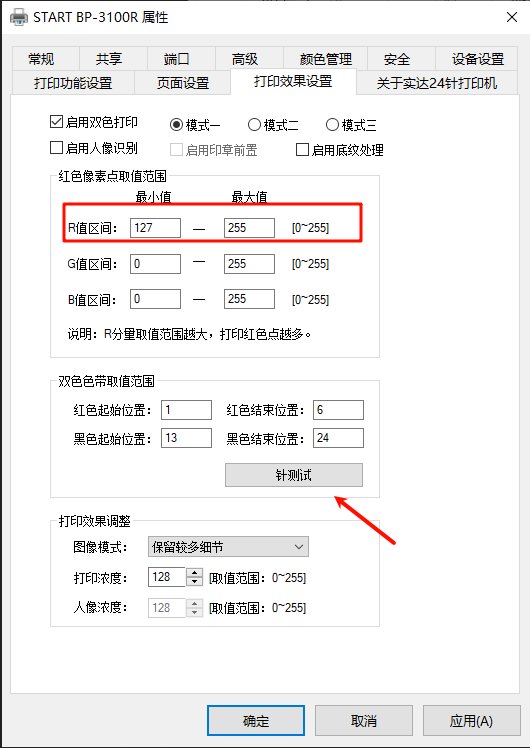 START BP-3100R 属性
常规 共享 端口 高级 颜色管理 安全 设备设置
打印功能设置 页面设置 打印效果设置 关于实达24针打印机
启用双色打印 模式一 模式二 模式三
启用人像识别 启用印章前置 启用底纹处理
红色像素点取值范围
最小值 最大值
R值区间: 127 — 255 [0~255]
G值区间: 0 — 255 [0~255]
B值区间: 0 — 255 [0~255]
说明:R分量取值范围越大,打印红色点越多。
双色色带取值范围
红色起始位置: 1 红色结束位置: 6
黑色起始位置: 13 黑色结束位置: 24
针测试
打印效果调整
图像模式: 保留较多细节
打印浓度: 128 [取值范围:0~255]
人像浓度: 128 [取值范围:0~255]
确定 取消 应用(A)